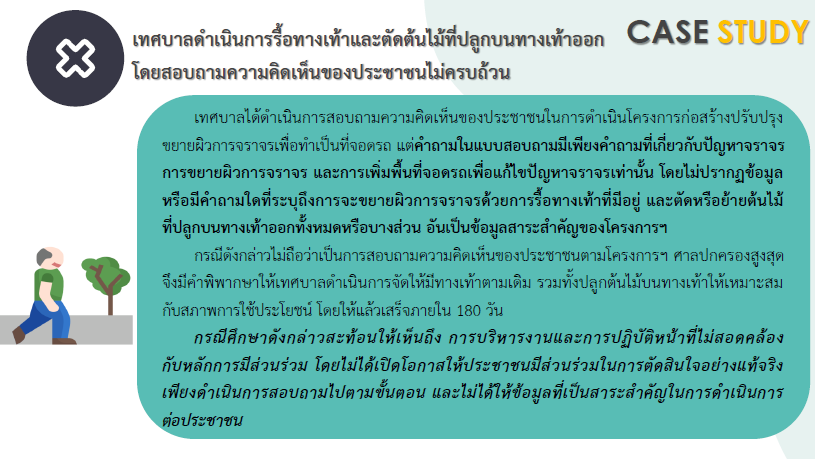 เทศบาลดำเนินการรื้อทางเท้าและตัดต้นไม้ที่ปลูกบนทางเท้าออก
โดยสอบถามความคิดเห็นของประชาชนไม่ครบถ้วน
CASE STUDY
เทศบาลได้ดำเนินการสอบถามความคิดเห็นของประชาชนในการดำเนินโครงการก่อสร้างปรับปรุง
ขยายผิวการจราจรเพื่อทำเป็นที่จอดรถ แต่คำถามในแบบสอบถามมีเพียงคำถามที่เกี่ยวกับปัญหาจราจร
การขยายผิวการจราจร และการเพิ่มพื้นที่จอดรถเพื่อแก้ไขปัญหาจราจรเท่านั้น โดยไม่ปรากฏข้อมูล
หรือมีคำถามใดที่ระบุถึงการจะขยายผิวการจราจรด้วยการรื้อทางเท้าที่มีอยู่ และตัดหรือย้ายต้นไม้
ที่ปลูกบนทางเท้าออกทั้งหมดหรือบางส่วน อันเป็นข้อมูลสาระสำคัญของโครงการฯ
กรณีดังกล่าวไม่ถือว่าเป็นการสอบถามความคิดเห็นของประชาชนตามโครงการฯ ศาลปกครองสูงสุด
จึงมีคำพิพากษาให้เทศบาลดำเนินการจัดให้มีทางเท้าตามเดิม รวมทั้งปลูกต้นไม้บนทางเท้าให้เหมาะสม
กับสภาพการใช้ประโยชน์ โดยให้แล้วเสร็จภายใน 180 วัน
กรณีศึกษาดังกล่าวสะท้อนให้เห็นถึง การบริหารงานและการปฏิบัติหน้าที่ไม่สอดคล้อง
กับหลักการมีส่วนร่วม โดยไม่ได้เปิดโอกาสให้ประชาชนมีส่วนร่วมในการตัดสินใจอย่างแท้จริง
เพียงดำเนินการสอบถามไปตามขั้นตอน และไม่ได้ให้ข้อมูลที่เป็นสาระสำคัญในการดำเนินการ
ต่อประชาชน